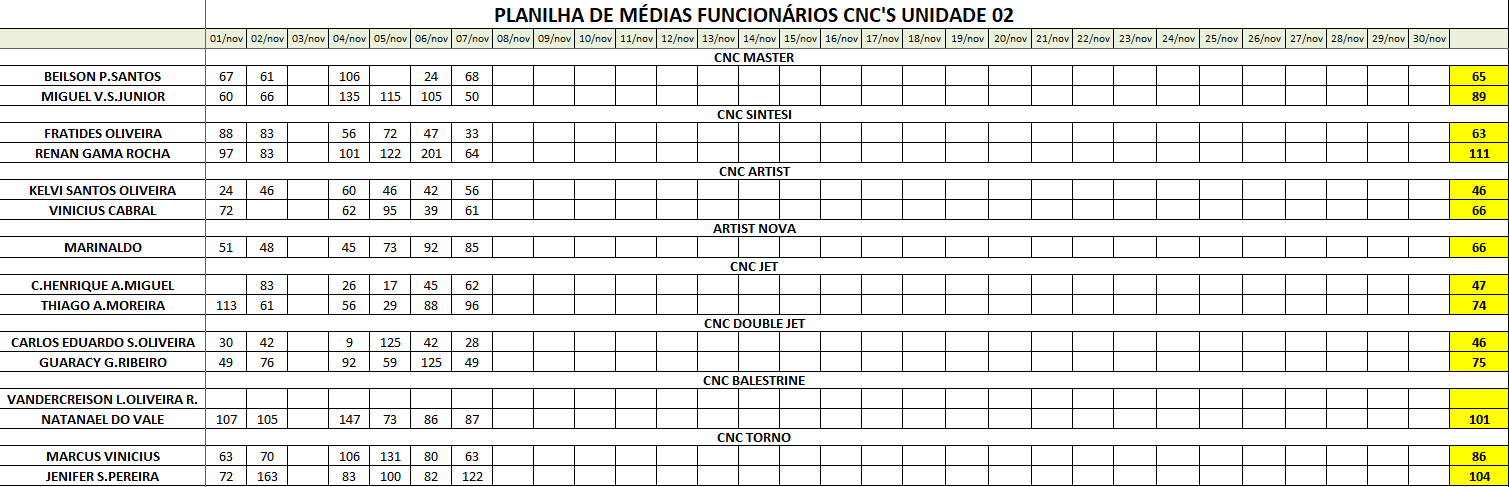 PLANILHA DE MÉDIAS FUNCIONÁRIOS CNC'S UNIDADE 02
01/nov 02/nov 03/nov 04/nov 05/nov 06/nov 07/nov 08/nov 09/nov 10/nov 11/nov 12/nov 13/nov 14/nov 15/nov 16/nov 17/nov 18/nov 19/nov 20/nov 21/nov 22/nov 23/nov 24/nov 25/nov 26/nov 27/nov 28/nov 29/nov 30/nov
CNC MASTER
BEILSON P.SANTOS 67 61 106 24 68 65
MIGUEL V.S.JUNIOR 60 66 135 115 105 50 89
CNC SINTESI
FRATIDES OLIVEIRA 88 83 56 72 47 33 63
RENAN GAMA ROCHA 97 83 101 122 201 64 111
CNC ARTIST
KELVI SANTOS OLIVEIRA 24 46 60 46 42 56 46
VINICIUS CABRAL 72 62 95 39 61 66
ARTIST NOVA
MARINALDO 51 48 45 73 92 85 66
CNC JET
C.HENRIQUE A.MIGUEL 83 26 17 45 62 47
THIAGO A.MOREIRA 113 61 56 29 88 96 74
CNC DOUBLE JET
CARLOS EDUARDO S.OLIVEIRA 30 42 9 125 42 28 46
GUARACY G.RIBEIRO 49 76 92 59 125 49 75
CNC BALESTRINE
VANDERCREISON L.OLIVEIRA R.
NATANAEL DO VALE 107 105 147 73 86 87 101
CNC TORNO
MARCUS VINICIUS 63 70 106 131 80 63 86
JENIFER S.PEREIRA 72 163 83 100 82 122 104